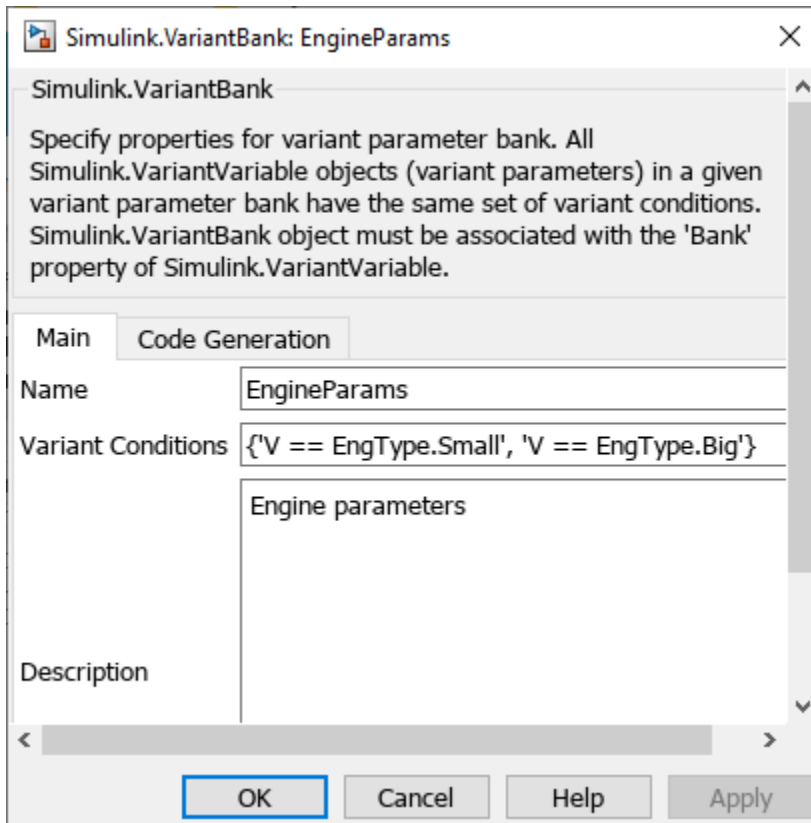 Simulink.VariantBank: EngineParams
Simulink.VariantBank
Specify properties for variant parameter bank. All
Simulink.VariantVariable objects (variant parameters) in a given
variant parameter bank have the same set of variant conditions.
Simulink.VariantBank object must be associated with the 'Bank'
property of Simulink.VariantVariable.
Main Code Generation
Name EngineParams
Variant Conditions {'V == EngType.Small', 'V == EngType.Big'}
Engine parameters
Description
OK Cancel Help Apply